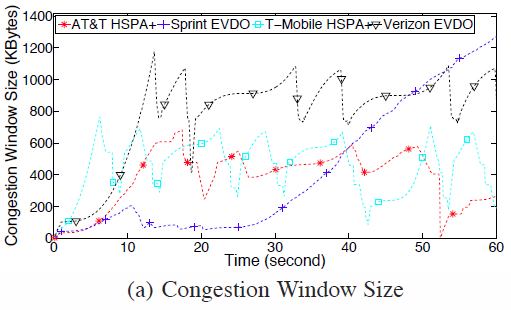 1400
AT&T HSPA+ Sprint EVDO T-Mobile HSPA+ Verizon EVDO
1200
1000
800
600
400
200
0
0 10 20 30 40 50 60
Congestion Window Size (KBytes)
Time (second)
(a) Congestion Window Size